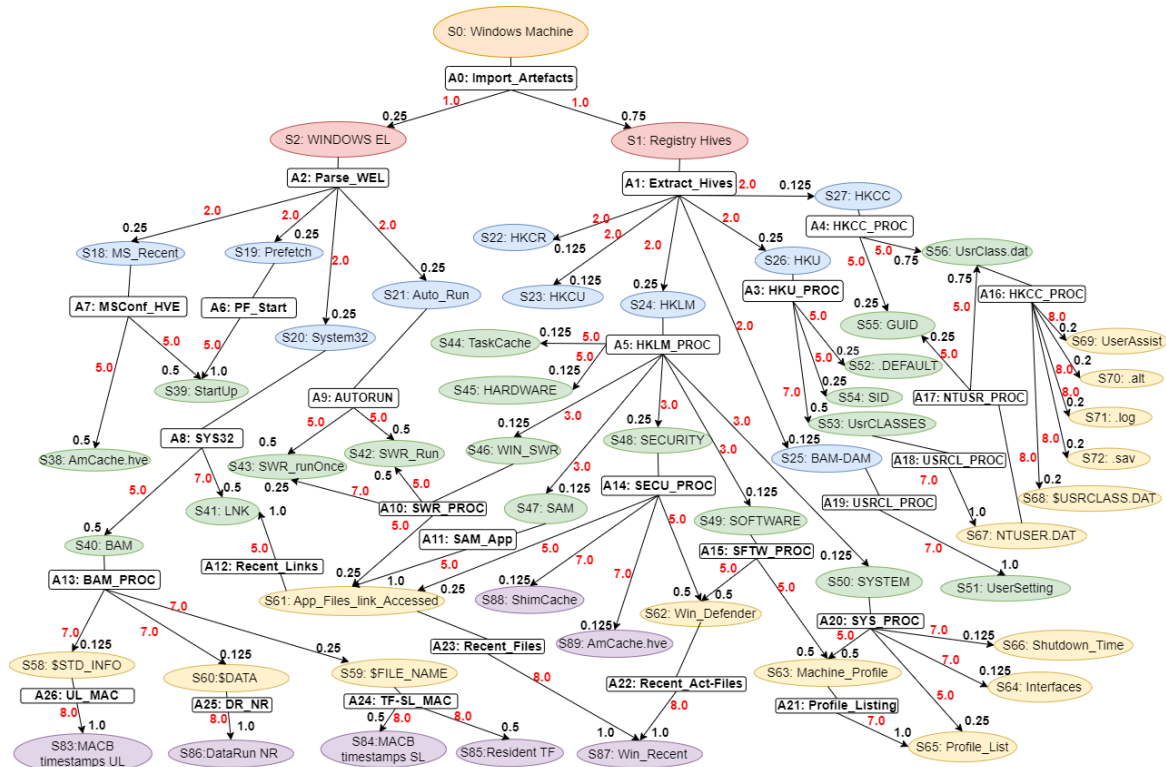 S0: Windows Machine
A0: Import_Artefacts
1.0
1.0
0.25
0.75
S2: WINDOWS EL
S1: Registry Hives
A2: Parse_WEL
A1: Extract_Hives
2.0
0.125
S27: HKCC
2.0
2.0
2.0
2.0
2.0
2.0
2.0
2.0
2.0
0.25
0.25
0.25
0.125
0.125
0.25
0.25
A4: HKCC_PROC
5.0
5.0
0.75
S56: UsrClass.dat
S18: MS_Recent
S19: Prefetch
S21: Auto_Run
S22: HKCR
S23: HKCU
S24: HKLM
S26: HKU
A3: HKU_PROC
0.75
A16: HKCC_PROC
A7: MSConf_HVE
A6: PF_Start
0.25
S20: System32
S44: TaskCache
0.125
5.0
A5: HKLM_PROC
5.0
0.125
S45: HARDWARE
S55: GUID
0.25
5.0
8.0
8.0
8.0
8.0
8.0
0.2
S69: UserAssist
0.2
S70: .alt
0.2
S71: .log
0.2
S72: .sav
0.2
S68: $USRCLASS.DAT
5.0
5.0
5.0
0.5
1.0
S39: StartUp
5.0
5.0
7.0
0.25
S52: .DEFAULT
0.25
S54: SID
0.5
S53: UsrCLASSES
A17: NTUSR_PROC
8.0
A9: AUTORUN
5.0
5.0
0.5
0.5
3.0
3.0
3.0
3.0
3.0
0.125
S46: WIN_SWR
0.25
S48: SECURITY
0.125
S25: BAM-DAM
A18: USRCL_PROC
7.0
1.0
S67: NTUSER.DAT
0.5
S38: AmCache.hve
A8: SYS32
S43: SWR_runOnce
0.25
S42: SWR_Run
5.0
7.0
A10: SWR_PROC
5.0
0.125
S47: SAM
A14: SECU_PROC
0.125
S49: SOFTWARE
A19: USRCL_PROC
7.0
1.0
S51: UserSetting
5.0
7.0
0.5
S41: LNK
1.0
5.0
A12: Recent_Links
A11: SAM_App
5.0
5.0
7.0
7.0
5.0
A15: SFTW_PROC
5.0
5.0
0.125
S50: SYSTEM
0.5
S40: BAM
A13: BAM_PROC
0.25
1.0
0.25
S61: App_Files_link_Accessed
0.125
S88: ShimCache
0.125
S89: AmCache.hve
0.5
0.5
S62: Win_Defender
A20: SYS_PROC
5.0
7.0
7.0
5.0
0.125
S66: Shutdown_Time
0.125
S64: Interfaces
7.0
7.0
7.0
0.125
S58: $STD_INFO
0.125
S60:$DATA
0.25
S59: $FILE_NAME
A23: Recent_Files
8.0
A22: Recent_Act-Files
8.0
0.5
0.5
S63: Machine_Profile
A21: Profile_Listing
7.0
0.25
1.0
S65: Profile_List
A26: UL_MAC
8.0
1.0
A25: DR_NR
8.0
1.0
A24: TF-SL_MAC
0.5
8.0
8.0
0.5
1.0
1.0
S83:MACB
timestamps UL
S86:DataRun NR
S84:MACB
timestamps SL
S85:Resident TF
S87: Win_Recent